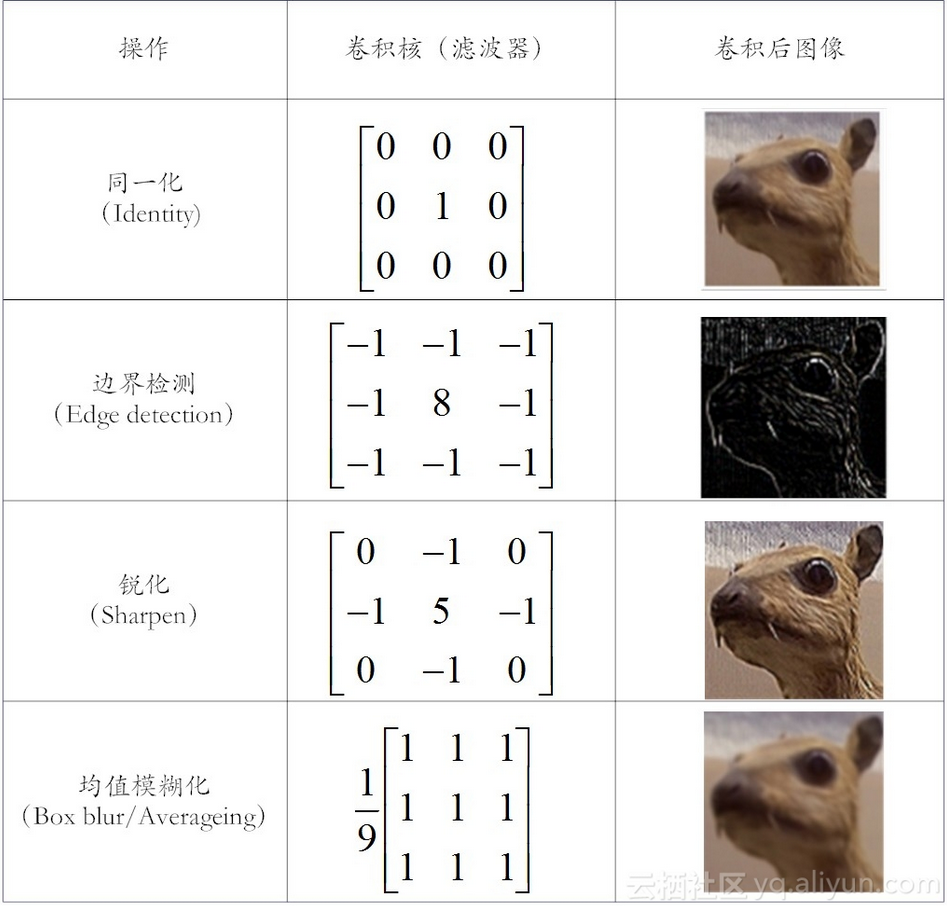 操作
卷积核（滤波器）
卷积后图像
同一化
（Identity)
0 0 0
0 1 0
0 0 0
边界检测
（Edge detection）
−1 −1 −1
−1 8 −1
−1 −1 −1
锐化
（Sharpen）
0 −1 0
−1 5 −1
0 −1 0
均值模糊化
（Box blur/Averageing）
1
9
1 1 1
1 1 1
1 1 1
云栖社区 yq.aliyun.com